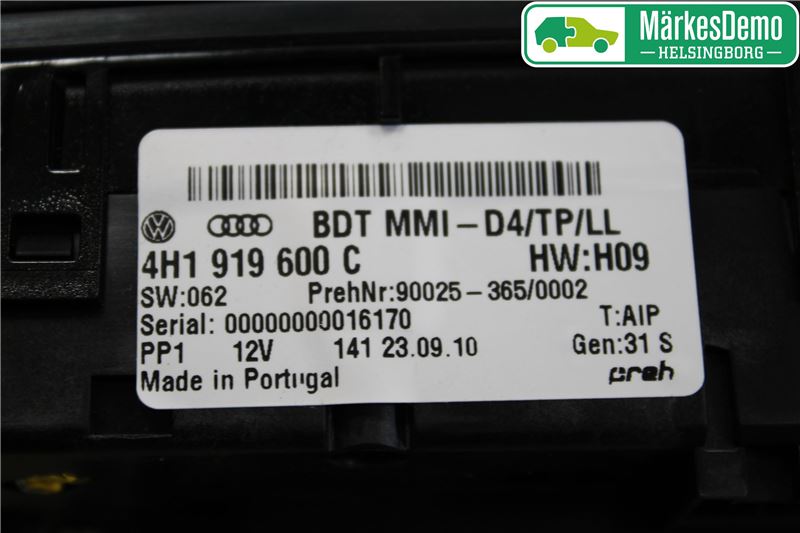 MärkesDemo
HELSINGBORG
BDT MMI-D4/TP/LL
4H1 919 600 C HW:H09
SW:062 PrehNr:90025-365/0002
Serial: 00000000016170 T:AIP
PP1 12V 141 23.09.10 Gen:31 S
Made in Portugal preh